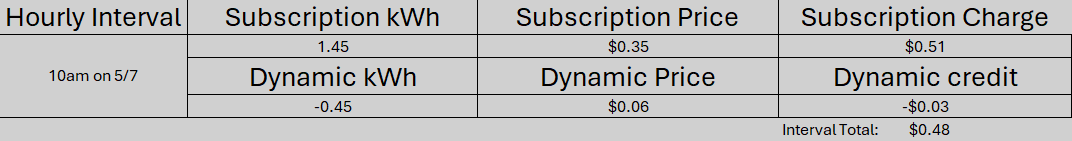 Hourly Interval Subscription kWh Subscription Price Subscription Charge
1.45 $0.35 $0.51
10am on 5/7 Dynamic kWh Dynamic Price Dynamic credit
-0.45 $0.06 -$0.03
Interval Total: $0.48